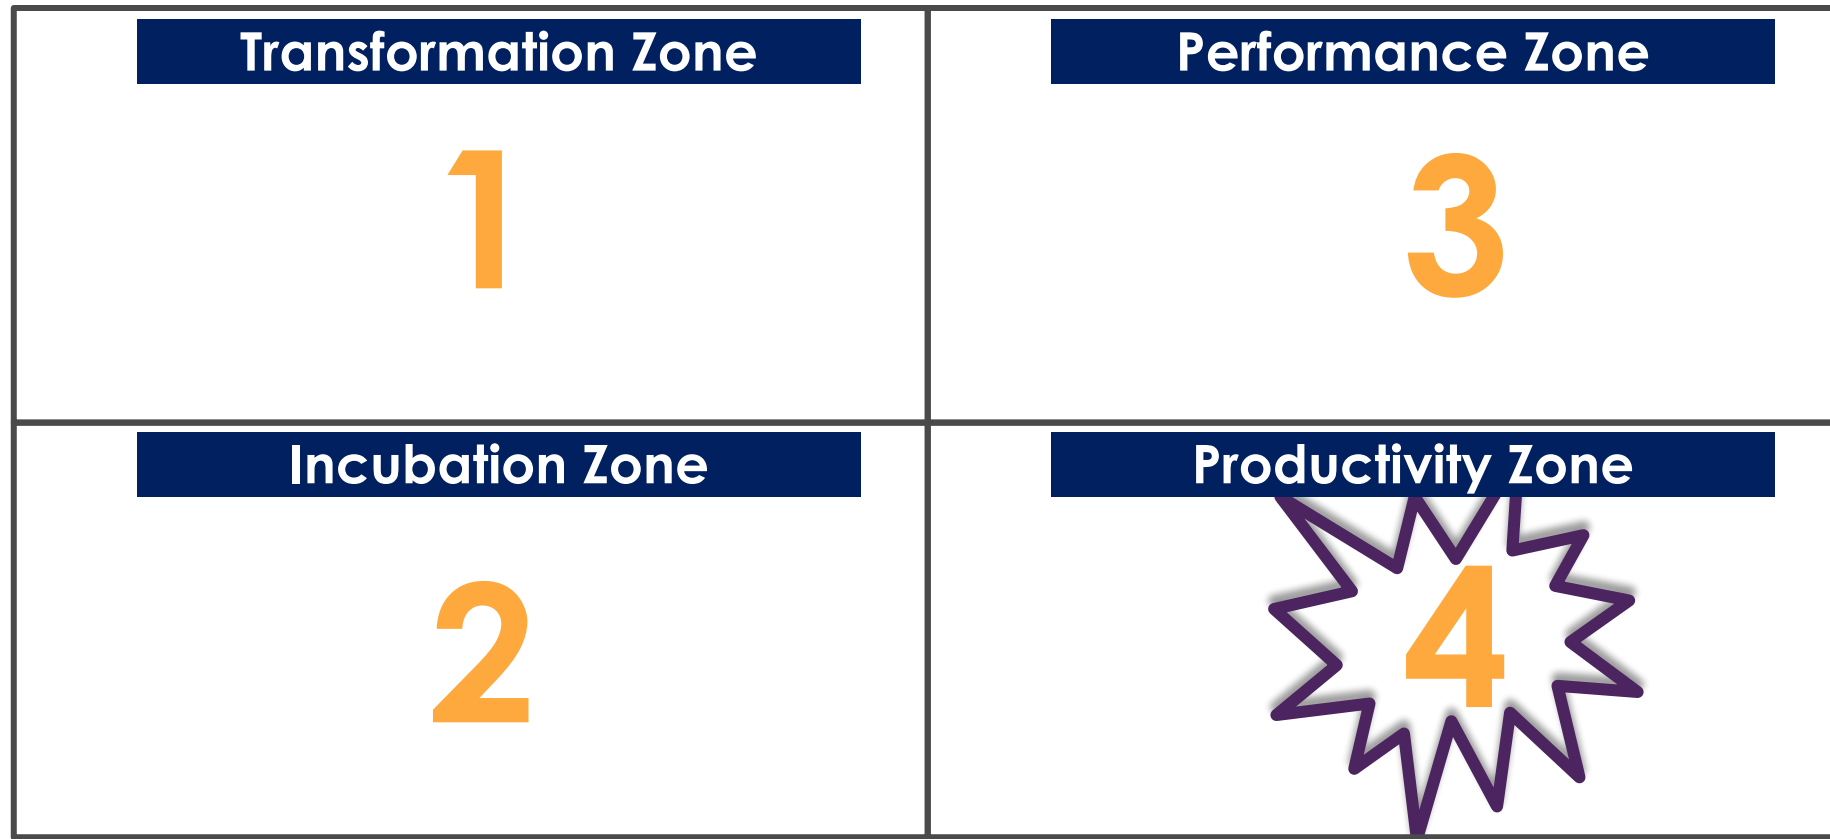 Transformation Zone
Performance Zone
1
3
Incubation Zone
Productivity Zone
2
4